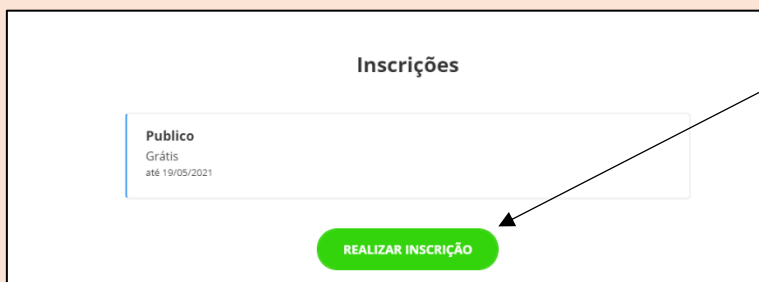 Inscrições
Publico
Grátis
até 19/05/2021
REALIZAR INSCRIÇÃO